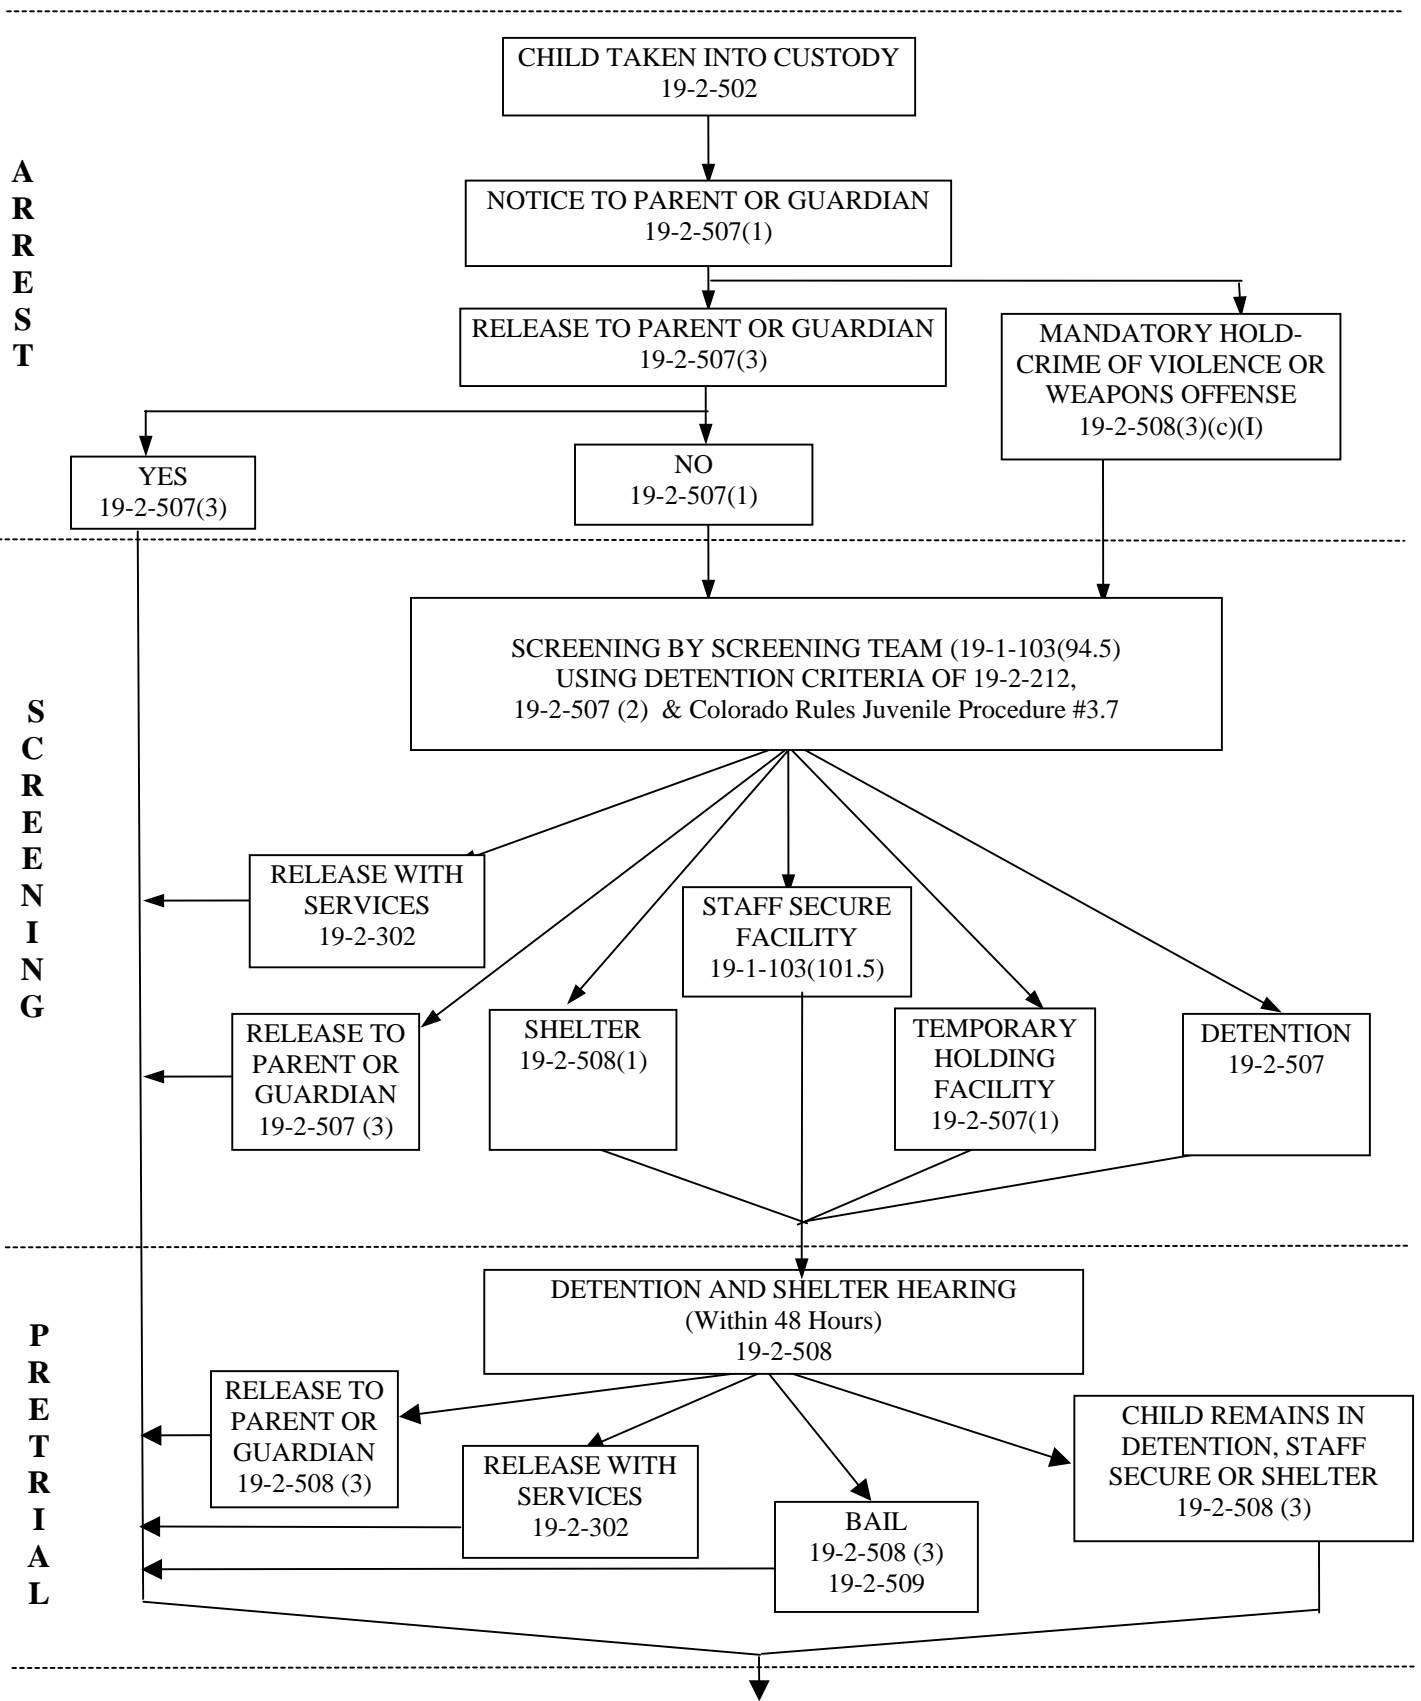 ARREST
CHILD TAKEN INTO CUSTODY
19-2-502
NOTICE TO PARENT OR GUARDIAN
19-2-507(1)
RELEASE TO PARENT OR GUARDIAN
19-2-507(3)
MANDATORY HOLD-
CRIME OF VIOLENCE OR
WEAPONS OFFENSE
19-2-508(3)(c)(I)
YES
19-2-507(3)
NO
19-2-507(1)
SCREENING
SCREENING BY SCREENING TEAM (19-1-103(94.5)
USING DETENTION CRITERIA OF 19-2-212,
19-2-507 (2) & Colorado Rules Juvenile Procedure #3.7
RELEASE WITH
SERVICES
19-2-302
STAFF SECURE
FACILITY
19-1-103(101.5)
RELEASE TO
PARENT OR
GUARDIAN
19-2-507 (3)
SHELTER
19-2-508(1)
TEMPORARY
HOLDING
FACILITY
19-2-507(1)
DETENTION
19-2-507
PRETRIAL
DETENTION AND SHELTER HEARING
(Within 48 Hours)
19-2-508
RELEASE TO
PARENT OR
GUARDIAN
19-2-508 (3)
RELEASE WITH
SERVICES
19-2-302
BAIL
19-2-508 (3)
19-2-509
CHILD REMAINS IN
DETENTION, STAFF
SECURE OR SHELTER
19-2-508 (3)